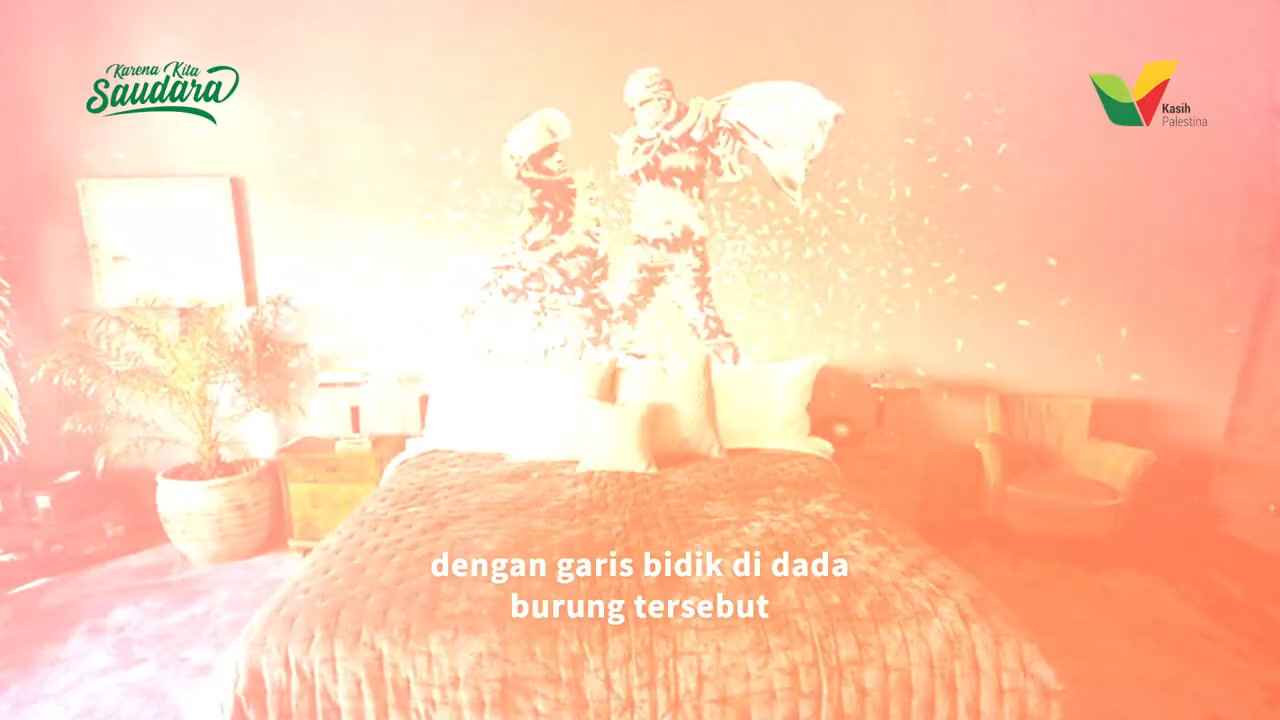 Karena Kita
Saudara
Kasih
Palestina
dengan garis bidik di dada
burung tersebut